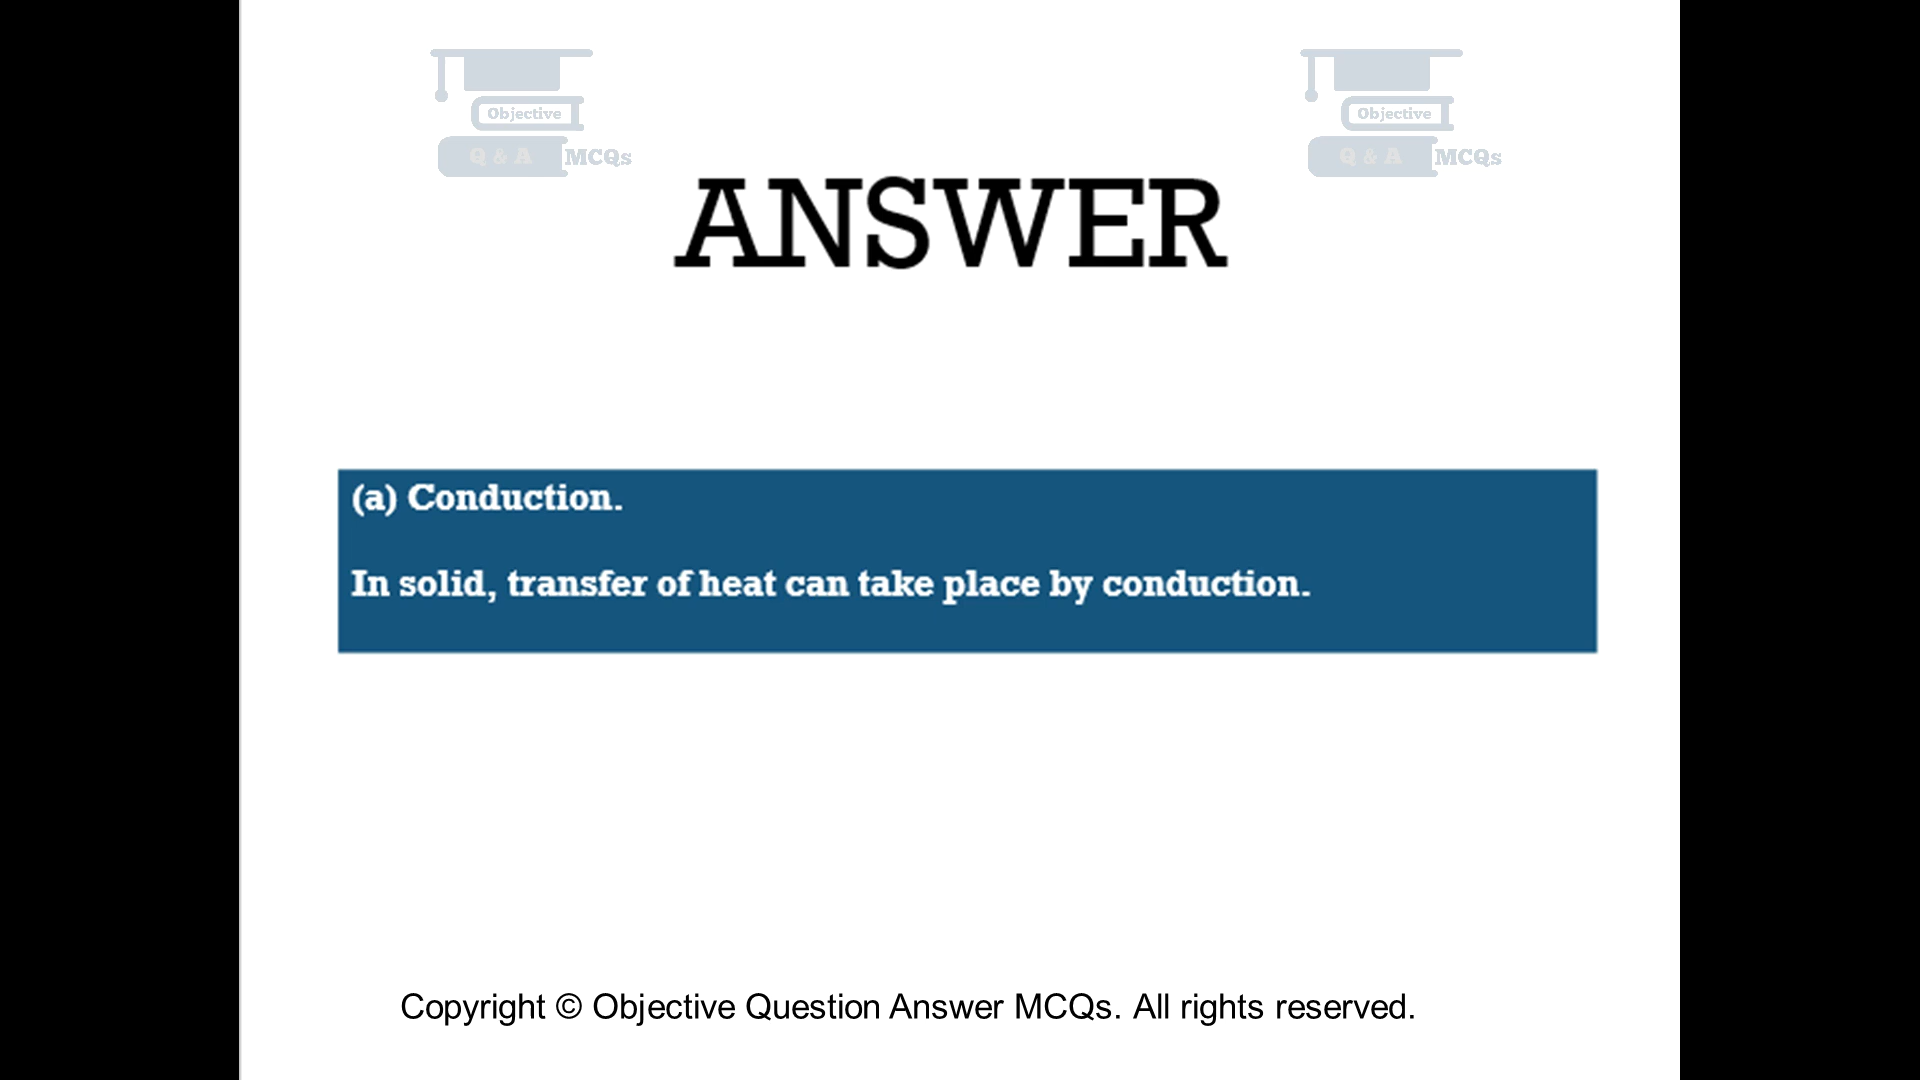 Objective
Q & A MCQs
Objective
Q & A MCQs
ANSWER
(a) Conduction.
In solid, transfer of heat can take place by conduction.
Copyright © Objective Question Answer MCQs. All rights reserved.